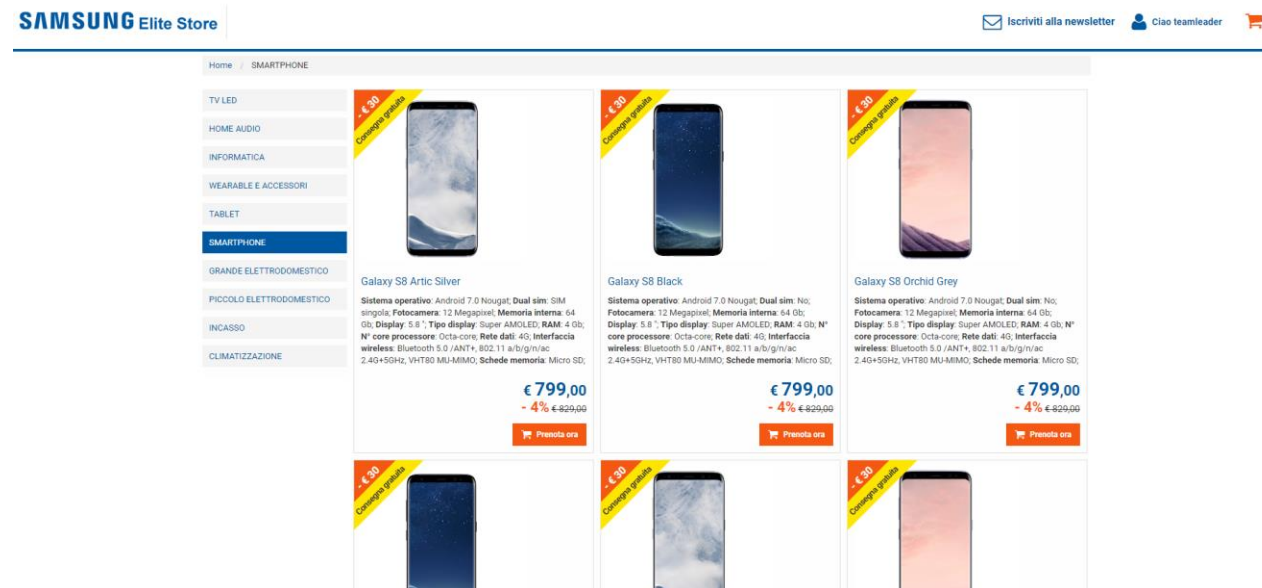 SAMSUNG Elite Store
Iscriviti alla newsletter
Ciao teamleader
Home / SMARTPHONE
TV LED
HOME AUDIO
INFORMATICA
WEARABLE E ACCESSORI
TABLET
SMARTPHONE
GRANDE ELETTRODOMESTICO
PICCOLO ELETTRODOMESTICO
INCASSO
CLIMATIZZAZIONE
- € 30
Consegna gratuita
Galaxy S8 Artic Silver
Sistema operativo: Android 7.0 Nougat; Dual sim: SIM
singola; Fotocamera: 12 Megapixel; Memoria interna: 64
Gb; Display: 5.8 "; Tipo display: Super AMOLED; RAM: 4 Gb;
N° core processore: Octa-core; Rete dati: 4G; Interfaccia
wireless: Bluetooth 5.0 /ANT+, 802.11 a/b/g/n/ac
2.4G+5GHz, VHT80 MU-MIMO; Schede memoria: Micro SD;
€ 799,00
- 4% € 829,00
Prenota ora
- € 30
Consegna gratuita
Galaxy S8 Black
Sistema operativo: Android 7.0 Nougat; Dual sim: No;
Fotocamera: 12 Megapixel; Memoria interna: 64 Gb;
Display: 5.8 "; Tipo display: Super AMOLED; RAM: 4 Gb; N°
core processore: Octa-core; Rete dati: 4G; Interfaccia
wireless: Bluetooth 5.0 /ANT+, 802.11 a/b/g/n/ac
2.4G+5GHz, VHT80 MU-MIMO; Schede memoria: Micro SD;
€ 799,00
- 4% € 829,00
Prenota ora
- € 30
Consegna gratuita
Galaxy S8 Orchid Grey
Sistema operativo: Android 7.0 Nougat; Dual sim: No;
Fotocamera: 12 Megapixel; Memoria interna: 64 Gb;
Display: 5.8 "; Tipo display: Super AMOLED; RAM: 4 Gb; N°
core processore: Octa-core; Rete dati: 4G; Interfaccia
wireless: Bluetooth 5.0 /ANT+, 802.11 a/b/g/n/ac
2.4G+5GHz, VHT80 MU-MIMO; Schede memoria: Micro SD;
€ 799,00
- 4% € 829,00
Prenota ora
- € 30
Consegna gratuita
- € 30
Consegna gratuita
- € 30
Consegna gratuita